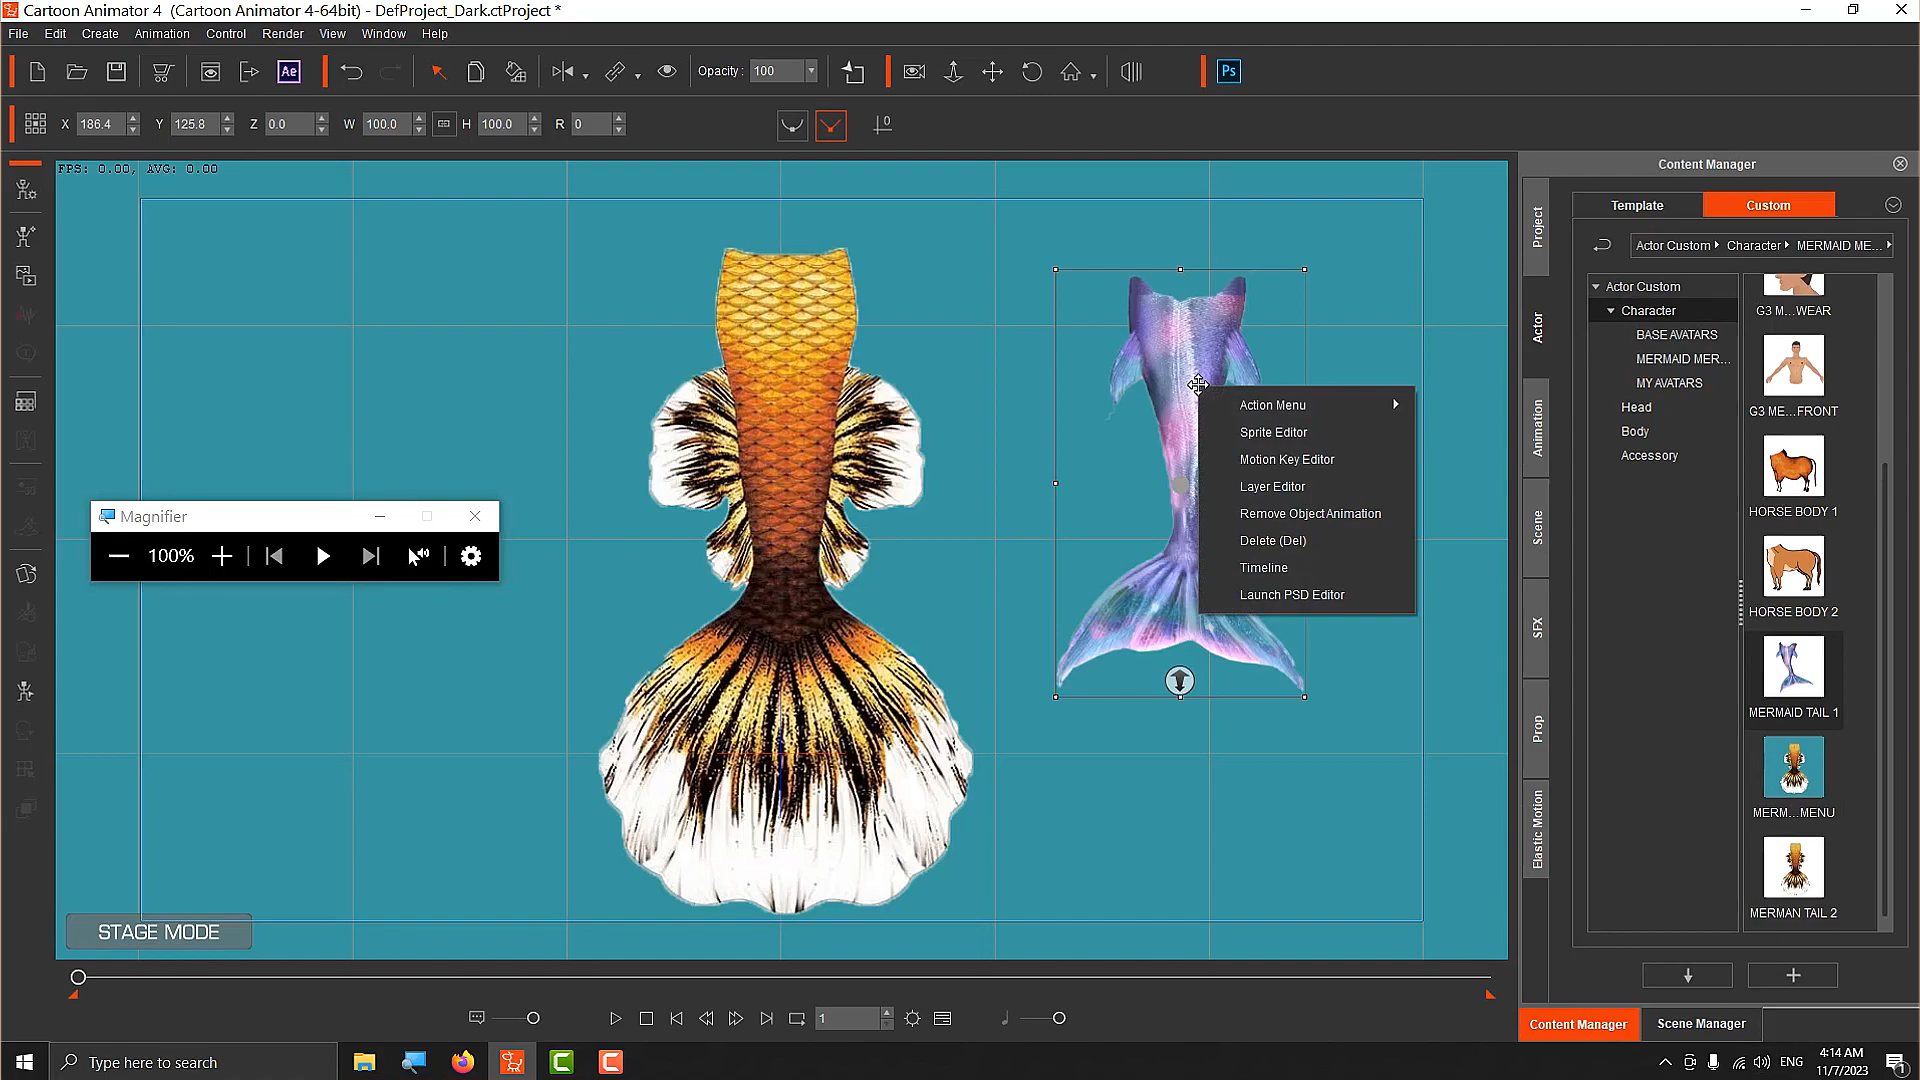 Cartoon Animator 4  (Cartoon Animator 4-64bit) - DefProject_Dark.ctProject *
File Edit Create Animation Control Render View Window Help
Ae Opacity : 100 Ps
X 186.4 Y 125.8 Z 0.0 W 100.0 H 100.0 R 0 0
FPS: 0.00, AVG: 0.00
Magnifier
100%
Action Menu
Sprite Editor
Motion Key Editor
Layer Editor
Remove Object Animation
Delete (Del)
Timeline
Launch PSD Editor
STAGE MODE
1
Content Manager
Project
Actor
Animation
Scene
SFX
Prop
Elastic Motion
Template Custom
Actor Custom Character MERMAID ME...
Actor Custom
Character
BASE AVATARS
MERMAID MER...
MY AVATARS
Head
Body
Accessory
G3 M...WEAR
G3 ME...FRONT
HORSE BODY 1
HORSE BODY 2
MERMAID TAIL 1
MERM...MENU
MERMAN TAIL 2
Content Manager Scene Manager
Type here to search
C C
ENG
4:14 AM
11/7/2023
1